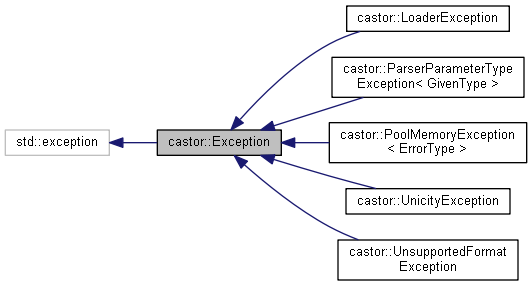 castor::LoaderException
castor::ParserParameterType
Exception< GivenType >
castor::PoolMemoryException
< ErrorType >
std::exception
castor::Exception
castor::UnicityException
castor::UnsupportedFormat
Exception